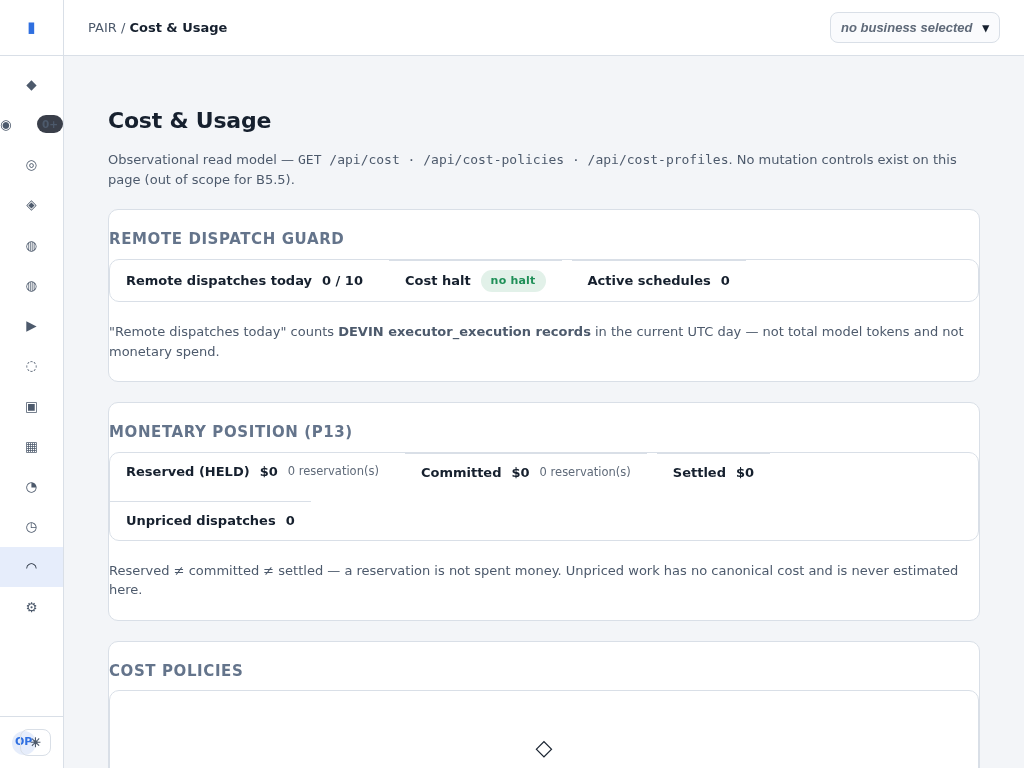 PAIR / Cost & Usage
no business selected ▾
0+
Cost & Usage
Observational read model — GET /api/cost · /api/cost-policies · /api/cost-profiles. No mutation controls exist on this
page (out of scope for B5.5).
REMOTE DISPATCH GUARD
Remote dispatches today 0 / 10 Cost halt no halt Active schedules 0
"Remote dispatches today" counts DEVIN executor_execution records in the current UTC day — not total model tokens and not
monetary spend.
MONETARY POSITION (P13)
Reserved (HELD) $0 0 reservation(s) Committed $0 0 reservation(s) Settled $0
Unpriced dispatches 0
Reserved ≠ committed ≠ settled — a reservation is not spent money. Unpriced work has no canonical cost and is never estimated
here.
COST POLICIES
OP